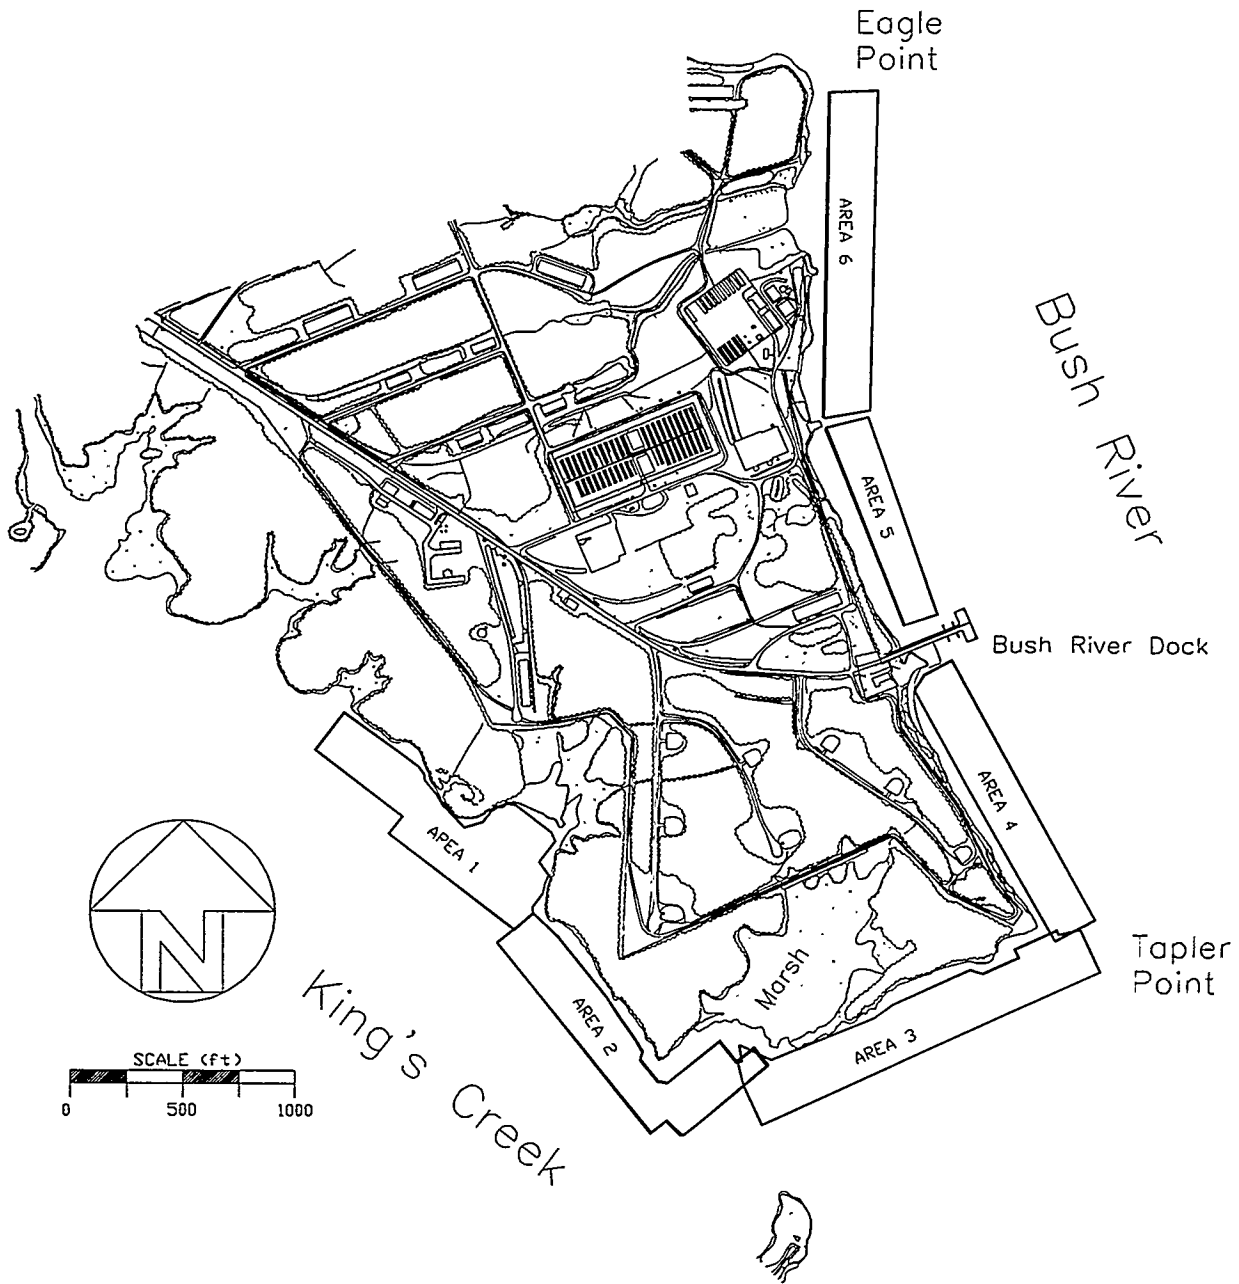 Eagle
Point
AREA 6
Bush River
AREA 5
Bush River Dock
AREA 4
AREA 1
Tapler
Point
Marsh
AREA 2
AREA 3
King's Creek
N
SCALE (ft)
0 500 1000